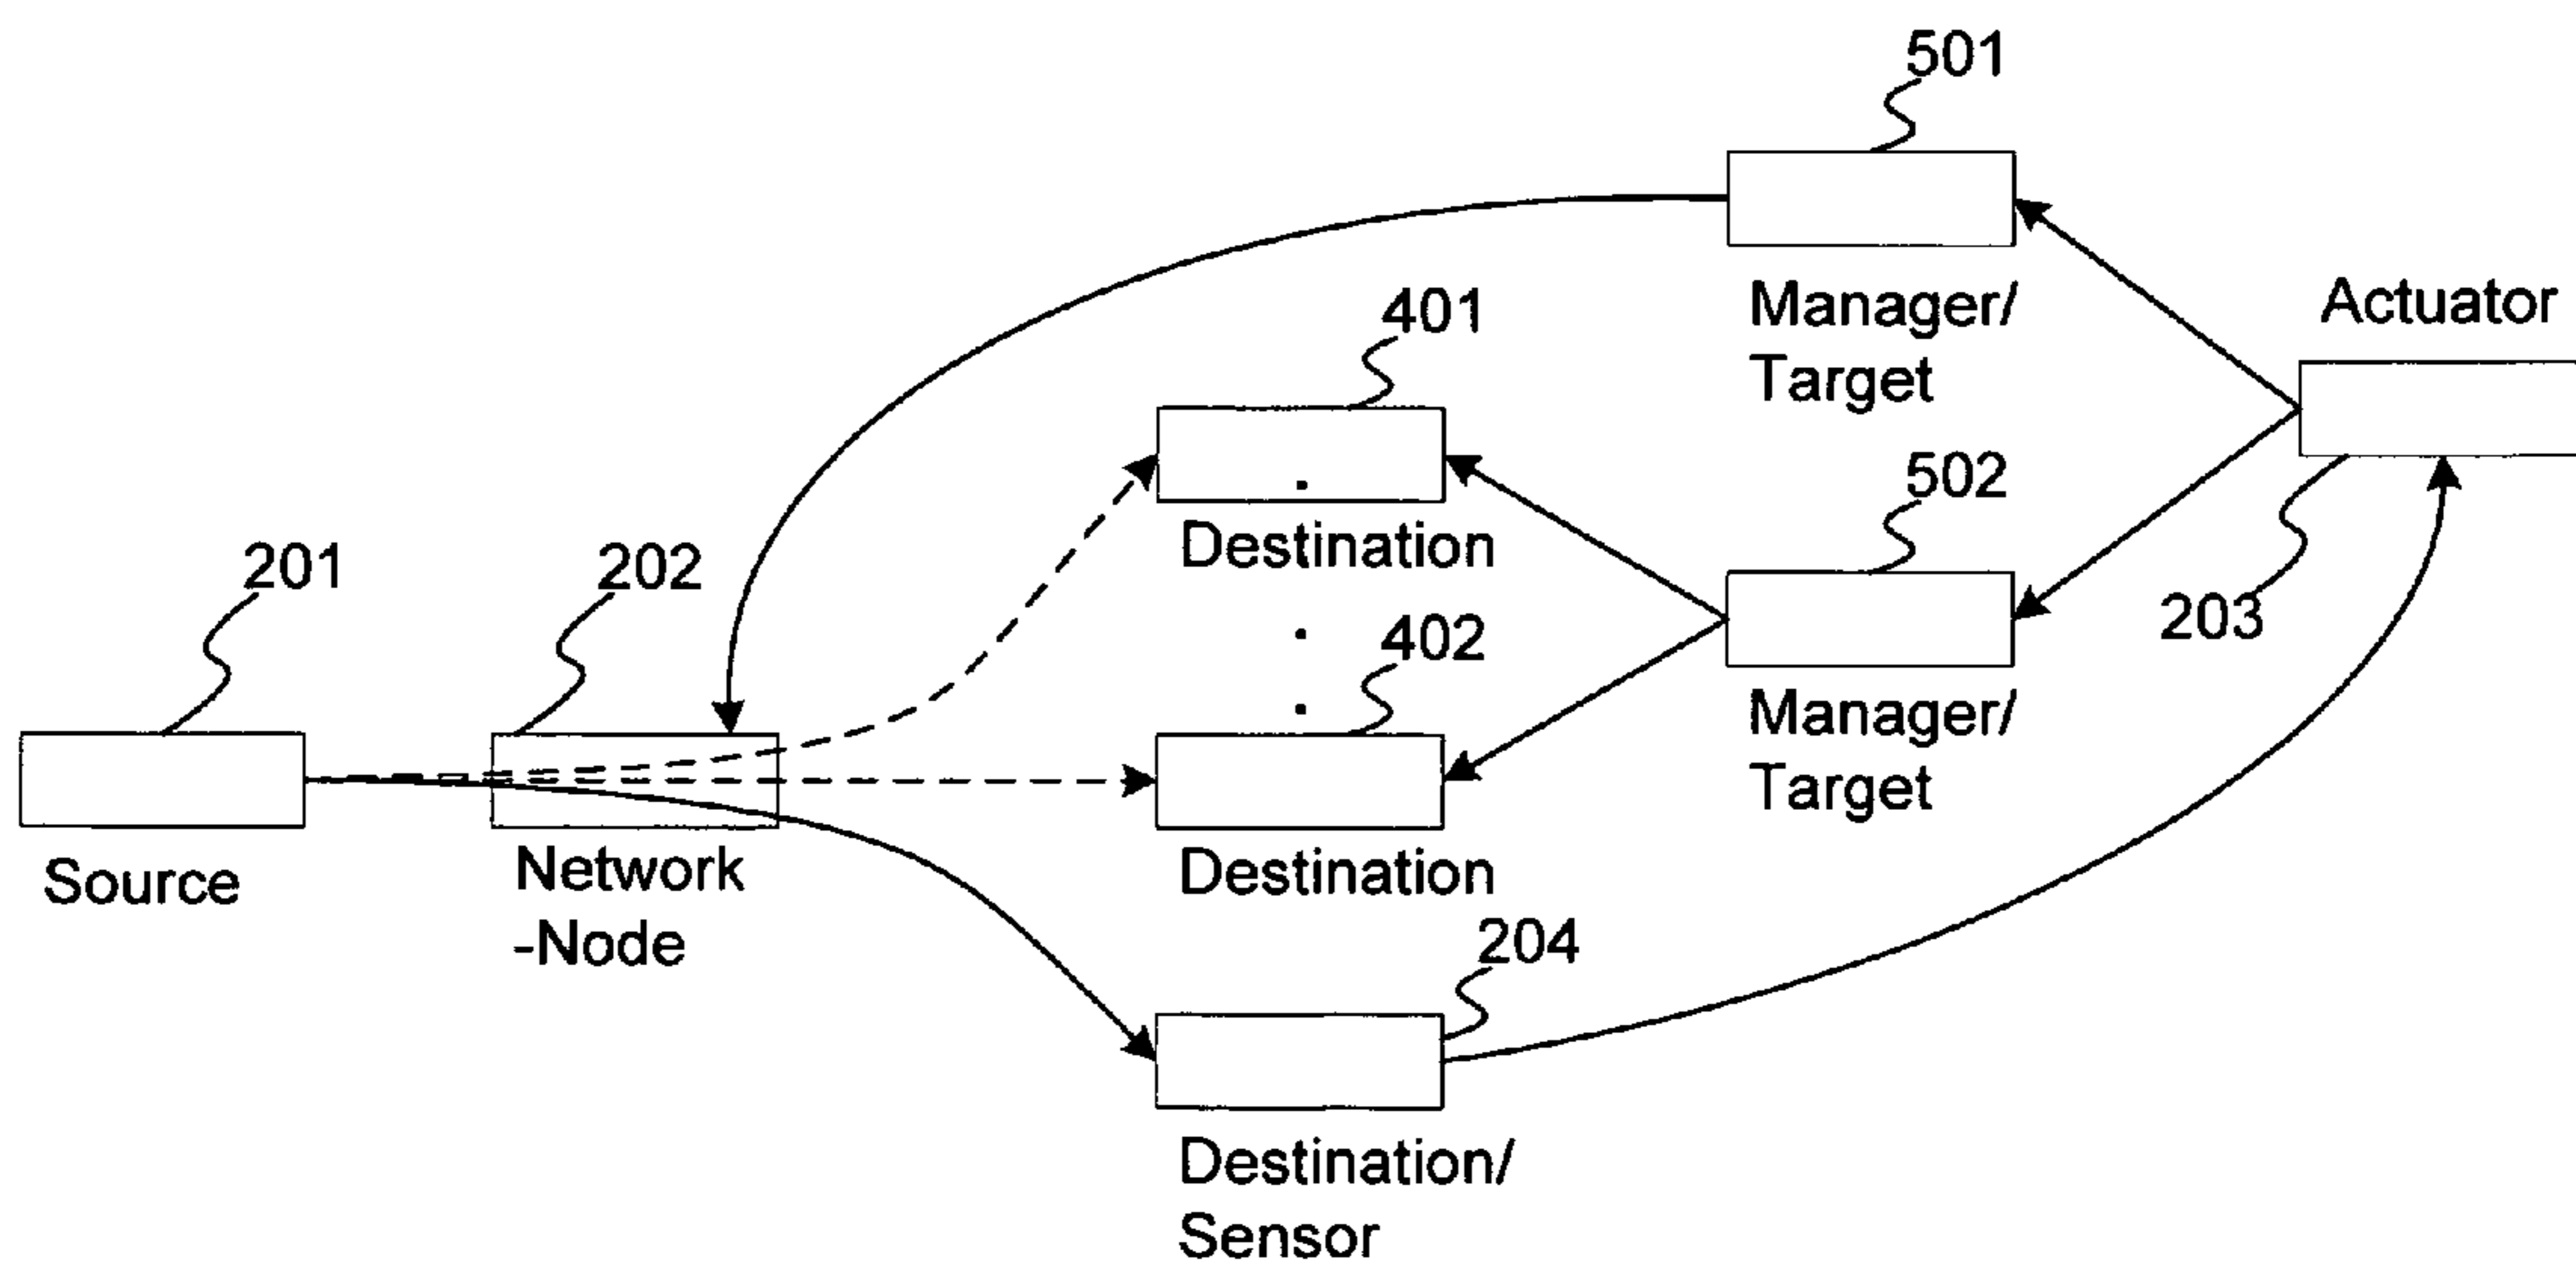 501
Manager/
Target
Actuator
401
Destination
502
203
201
202
402
Manager/
Target
Source
Network
-Node
Destination
204
Destination/
Sensor